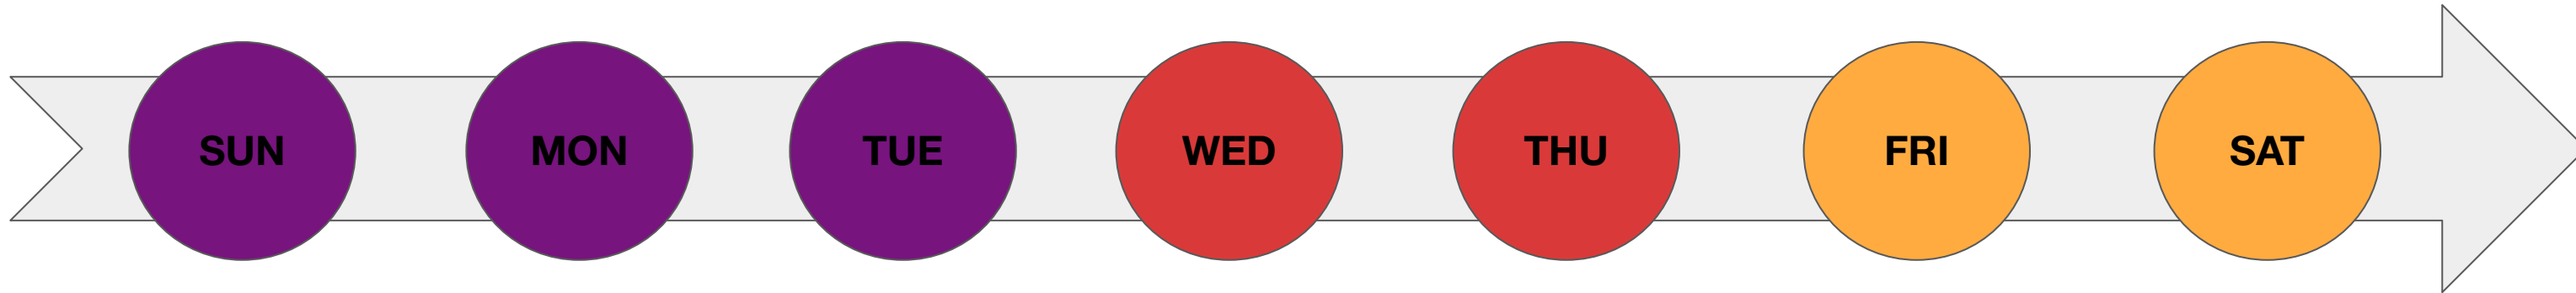 SUN MON TUE WED THU FRI SAT